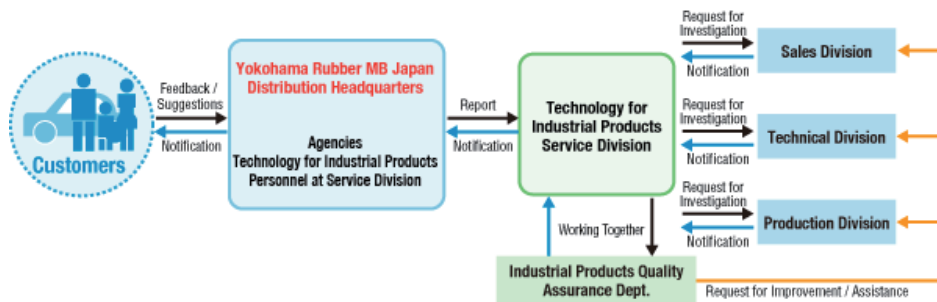 Customers
Feedback /
Suggestions
Notification
Yokohama Rubber MB Japan
Distribution Headquarters
Agencies
Technology for Industrial Products
Personnel at Service Division
Report
Notification
Technology for
Industrial Products
Service Division
Request for
Investigation
Notification
Sales Division
Request for
Investigation
Notification
Technical Division
Request for
Investigation
Notification
Production Division
Working Together
Industrial Products Quality
Assurance Dept.
Request for Improvement / Assistance